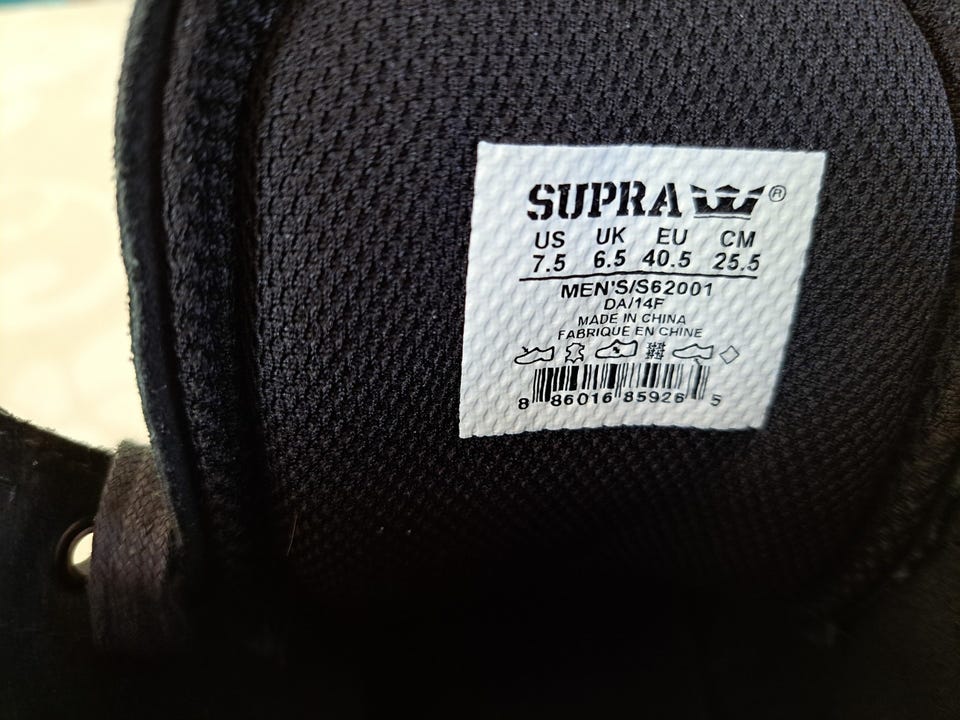 SUPRA ®
US UK EU CM
7.5 6.5 40.5 25.5
MEN'S/S62001
DA/14F
MADE IN CHINA
FABRIQUE EN CHINE
8 86016 85926 5